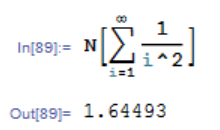 In[89]:= N[∑_{i=1}^{∞} 1/i^2]
Out[89]= 1.64493